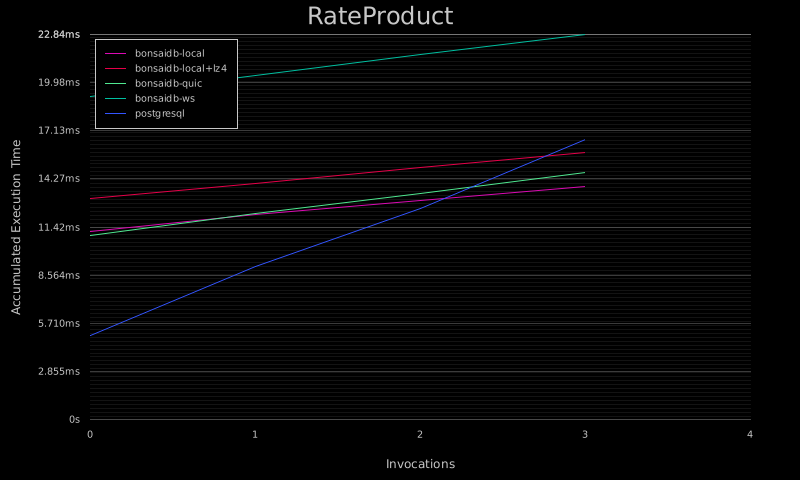 RateProduct
22.84ms
19.98ms
17.13ms
14.27ms
11.42ms
8.564ms
5.710ms
2.855ms
0s
bonsaidb-local
bonsaidb-local+lz4
bonsaidb-quic
bonsaidb-ws
postgresql
Accumulated Execution Time
0 1 2 3 4
Invocations